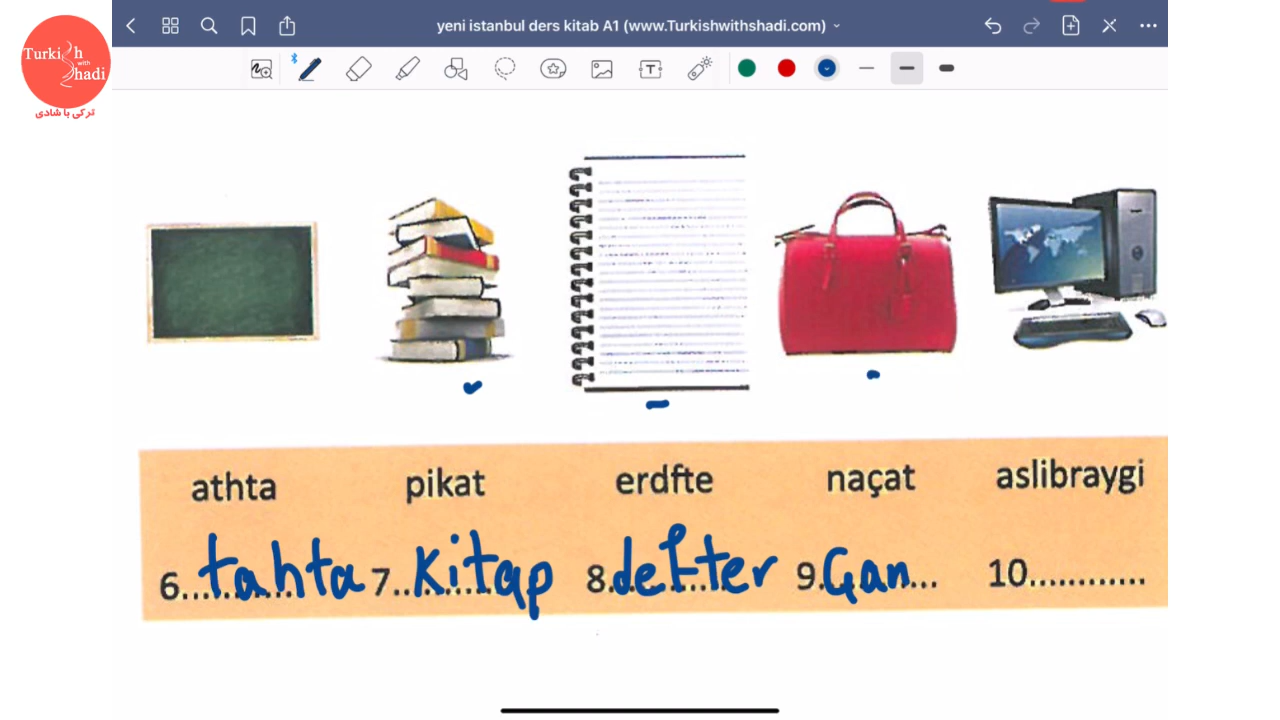 yeni istanbul ders kitab A1 (www.Turkishwithshadi.com)
Turkish with Shadi
ترکی با شادی
athta pikat erdfte naçat aslibraygi
6............ tahta 7............ kitap 8............ defter 9............ Çan 10............